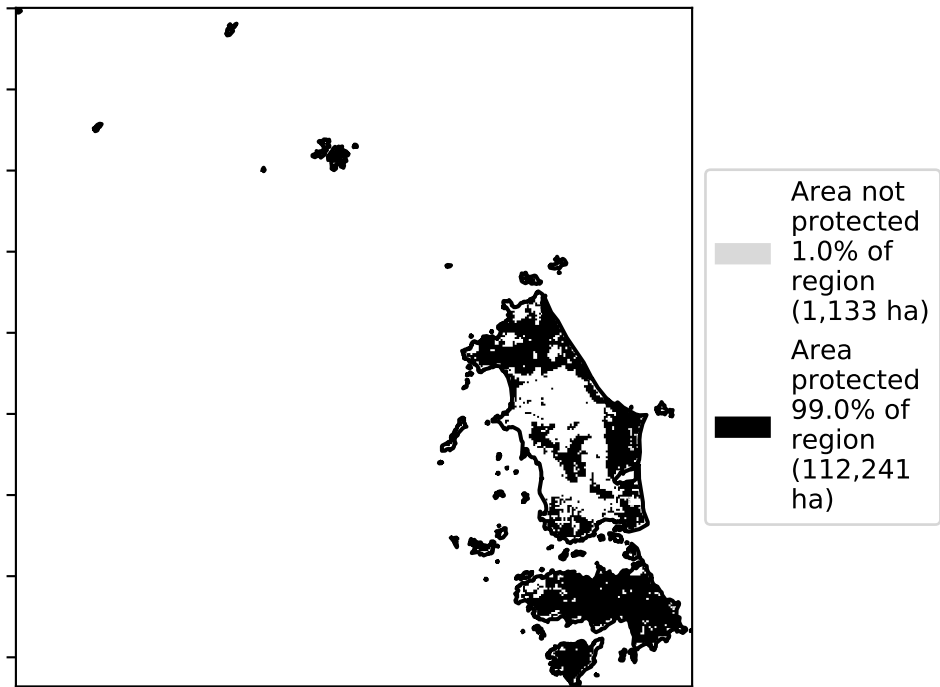 Area not
protected
1.0% of
region
(1,133 ha)
Area
protected
99.0% of
region
(112,241
ha)